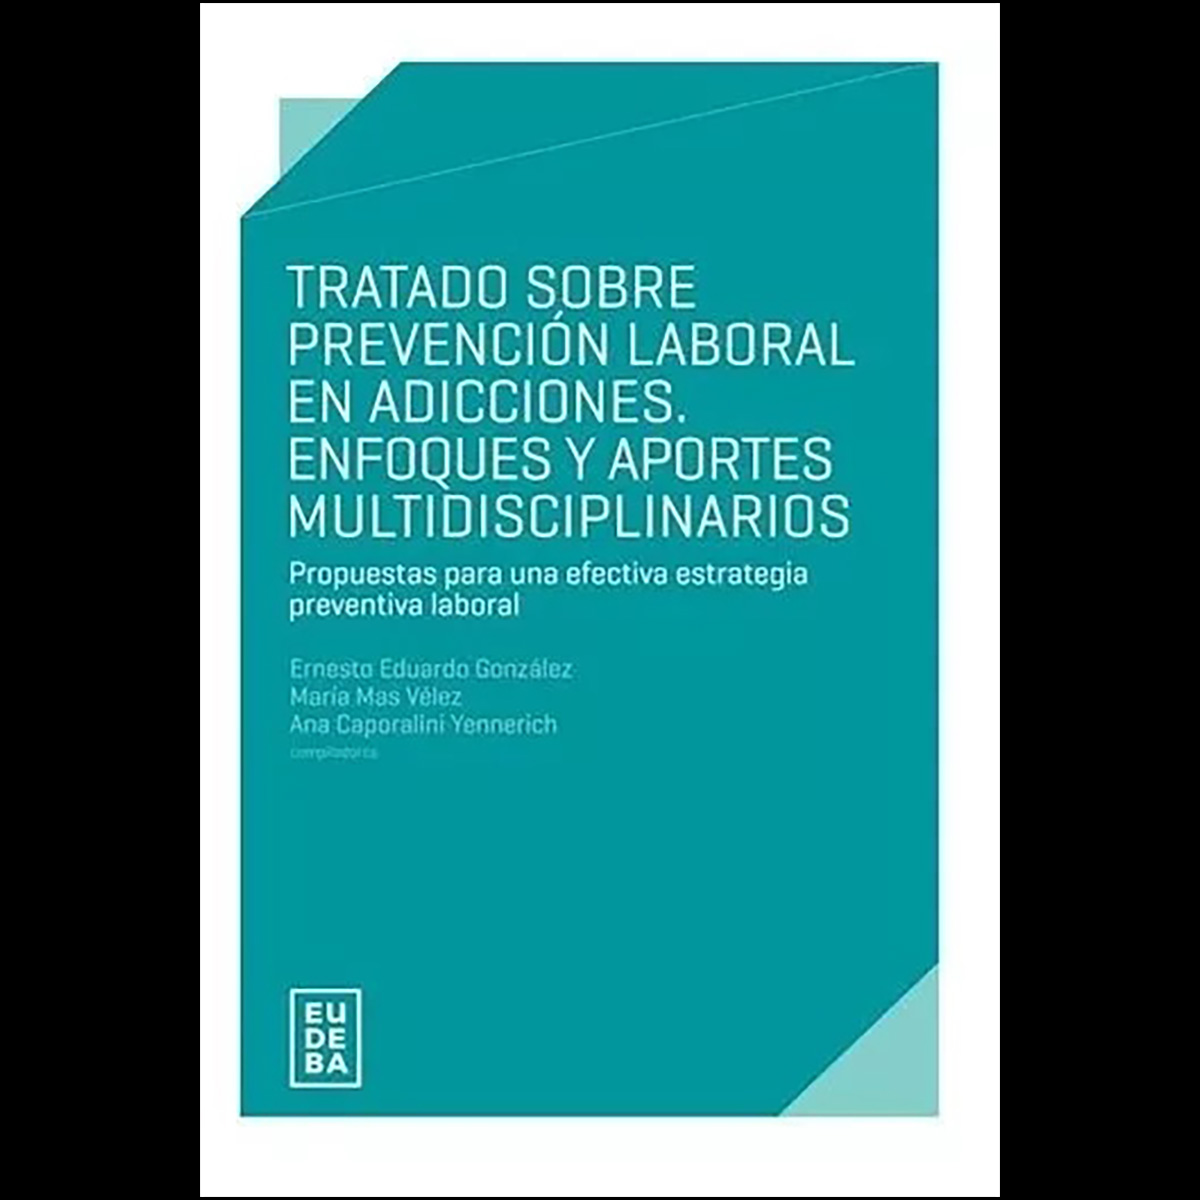 TRATADO SOBRE
PREVENCIÓN LABORAL
EN ADICCIONES.
ENFOQUES Y APORTES
MULTIDISCIPLINARIOS
Propuestas para una efectiva estrategia
preventiva laboral
Ernesto Eduardo González
María Mas Vélez
Ana Caporalini Yennerich
compiladores
EU
DE
BA